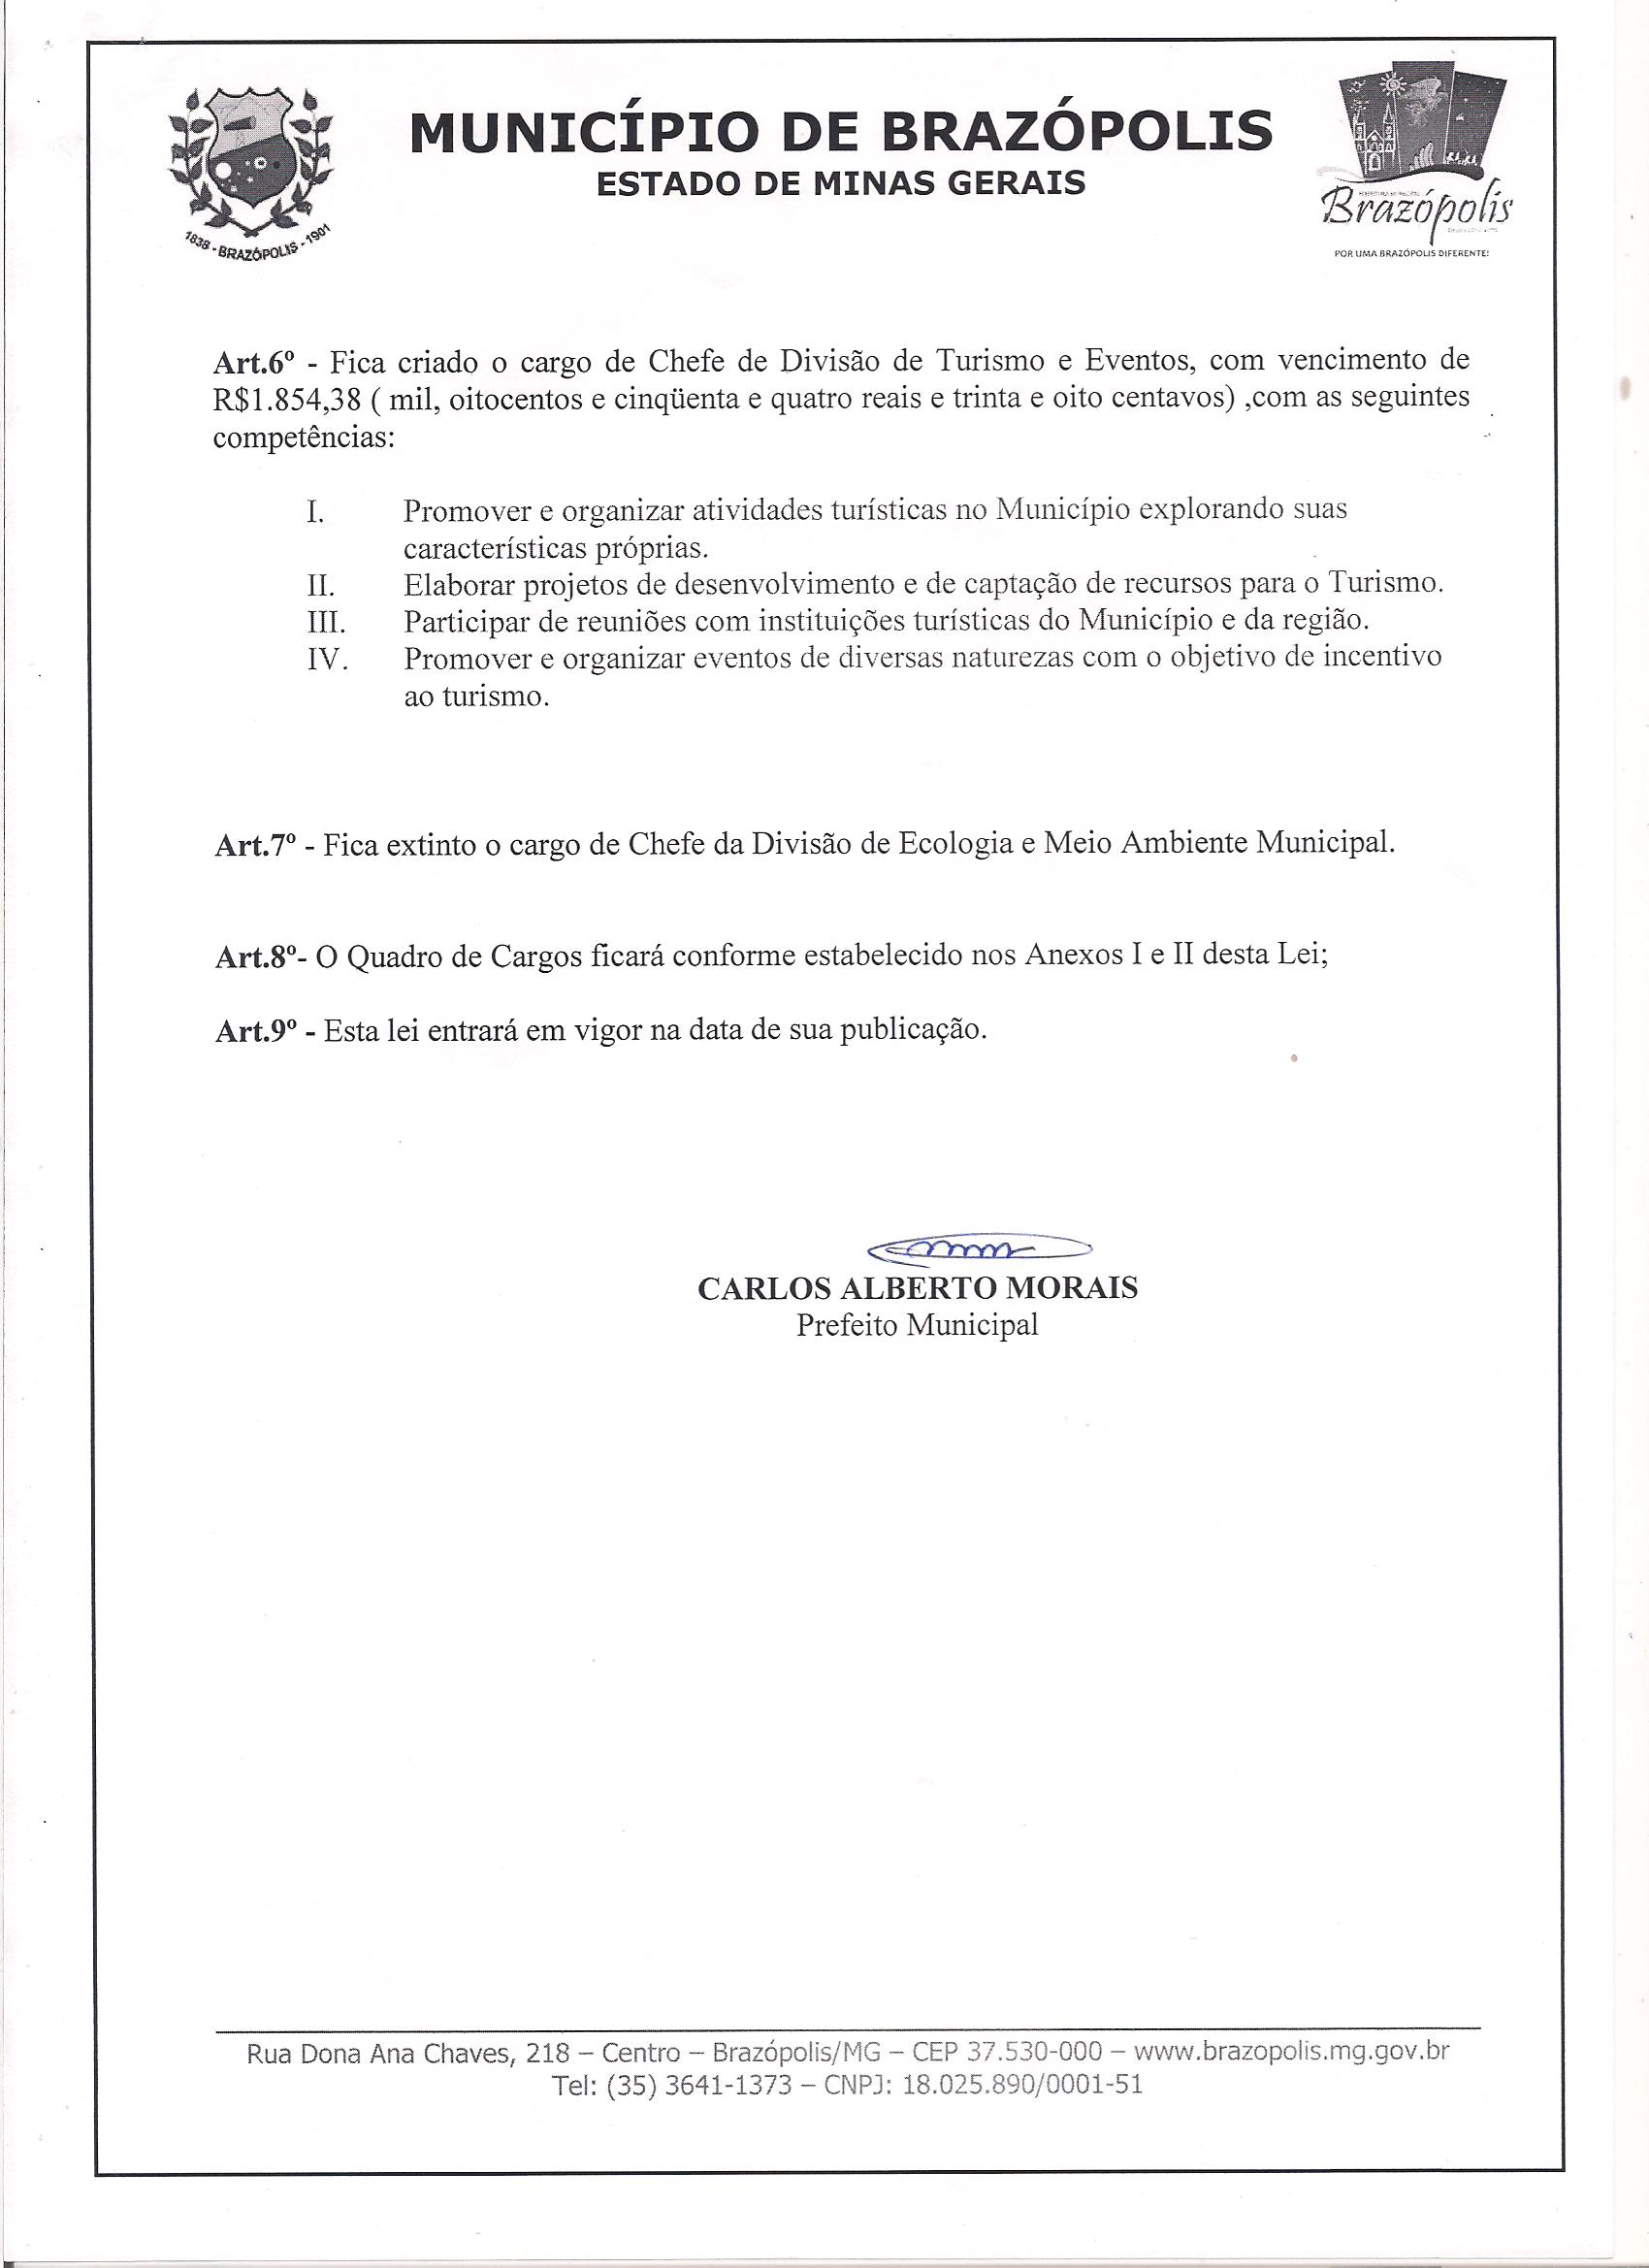 MUNICÍPIO DE BRAZÓPOLIS
ESTADO DE MINAS GERAIS
1838 - BRAZÓPOLIS - 1901
Brazópolis
POR UMA BRAZÓPOLIS DIFERENTE!
Art.6º - Fica criado o cargo de Chefe de Divisão de Turismo e Eventos, com vencimento de
R$1.854,38 ( mil, oitocentos e cinqüenta e quatro reais e trinta e oito centavos) ,com as seguintes
competências:
I. Promover e organizar atividades turísticas no Município explorando suas
características próprias.
II. Elaborar projetos de desenvolvimento e de captação de recursos para o Turismo.
III. Participar de reuniões com instituições turísticas do Município e da região.
IV. Promover e organizar eventos de diversas naturezas com o objetivo de incentivo
ao turismo.
Art.7º - Fica extinto o cargo de Chefe da Divisão de Ecologia e Meio Ambiente Municipal.
Art.8º- O Quadro de Cargos ficará conforme estabelecido nos Anexos I e II desta Lei;
Art.9º - Esta lei entrará em vigor na data de sua publicação.
CARLOS ALBERTO MORAIS
Prefeito Municipal
Rua Dona Ana Chaves, 218 – Centro – Brazópolis/MG – CEP 37.530-000 – www.brazopolis.mg.gov.br
Tel: (35) 3641-1373 – CNPJ: 18.025.890/0001-51